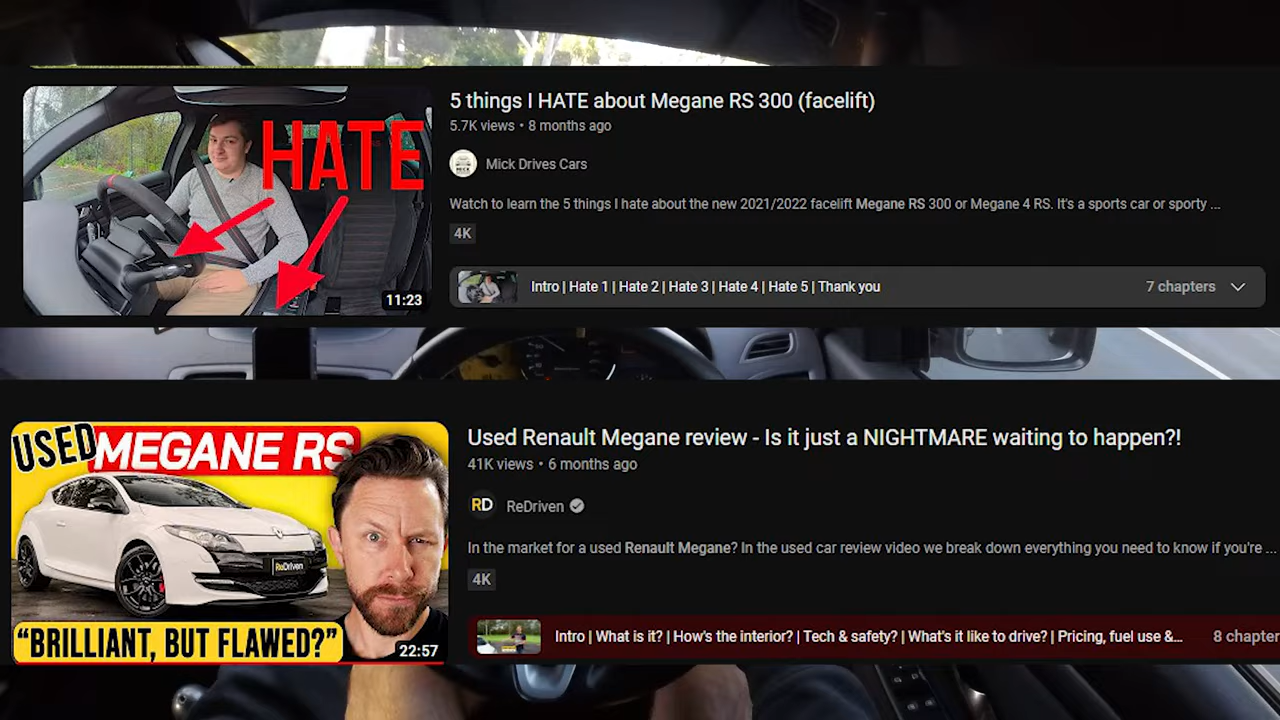 HATE
11:23
5 things I HATE about Megane RS 300 (facelift)
5.7K views • 8 months ago
Mick Drives Cars
Watch to learn the 5 things I hate about the new 2021/2022 facelift Megane RS 300 or Megane 4 RS. It's a sports car or sporty ...
4K
Intro | Hate 1 | Hate 2 | Hate 3 | Hate 4 | Hate 5 | Thank you
7 chapters
USED MEGANE RS
ReDriven
"BRILLIANT, BUT FLAWED?"
22:57
Used Renault Megane review - Is it just a NIGHTMARE waiting to happen?!
41K views • 6 months ago
RD
ReDriven
In the market for a used Renault Megane? In the used car review video we break down everything you need to know if you're ...
4K
Intro | What is it? | How's the interior? | Tech & safety? | What's it like to drive? | Pricing, fuel use &...
8 chapter